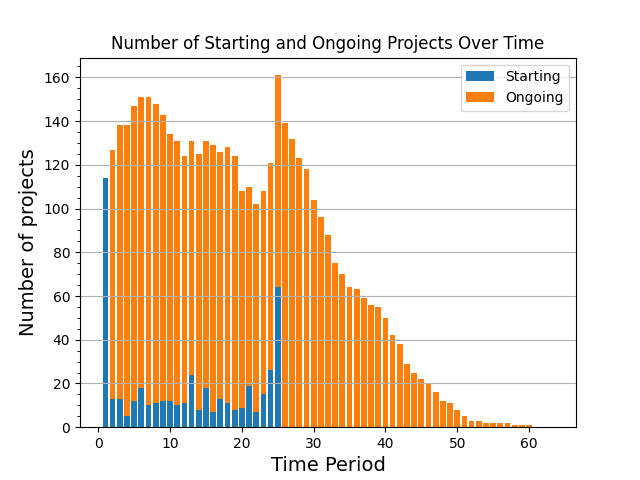 Number of Starting and Ongoing Projects Over Time
Starting
Ongoing
160
140
120
100
80
60
40
20
0
Number of projects
0 10 20 30 40 50 60
Time Period